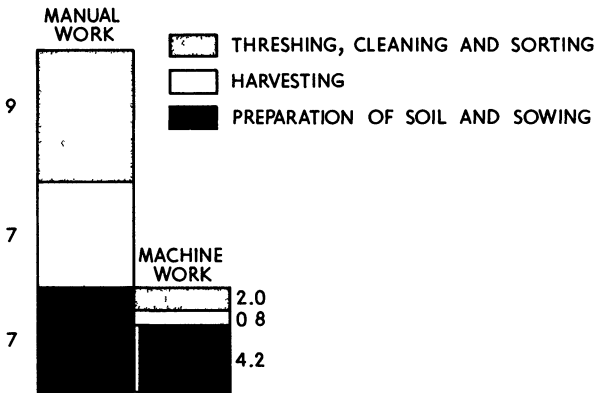 MANUAL
WORK
THRESHING, CLEANING AND SORTING
HARVESTING
PREPARATION OF SOIL AND SOWING
9
7
MACHINE
WORK
2.0
0 8
7
4.2